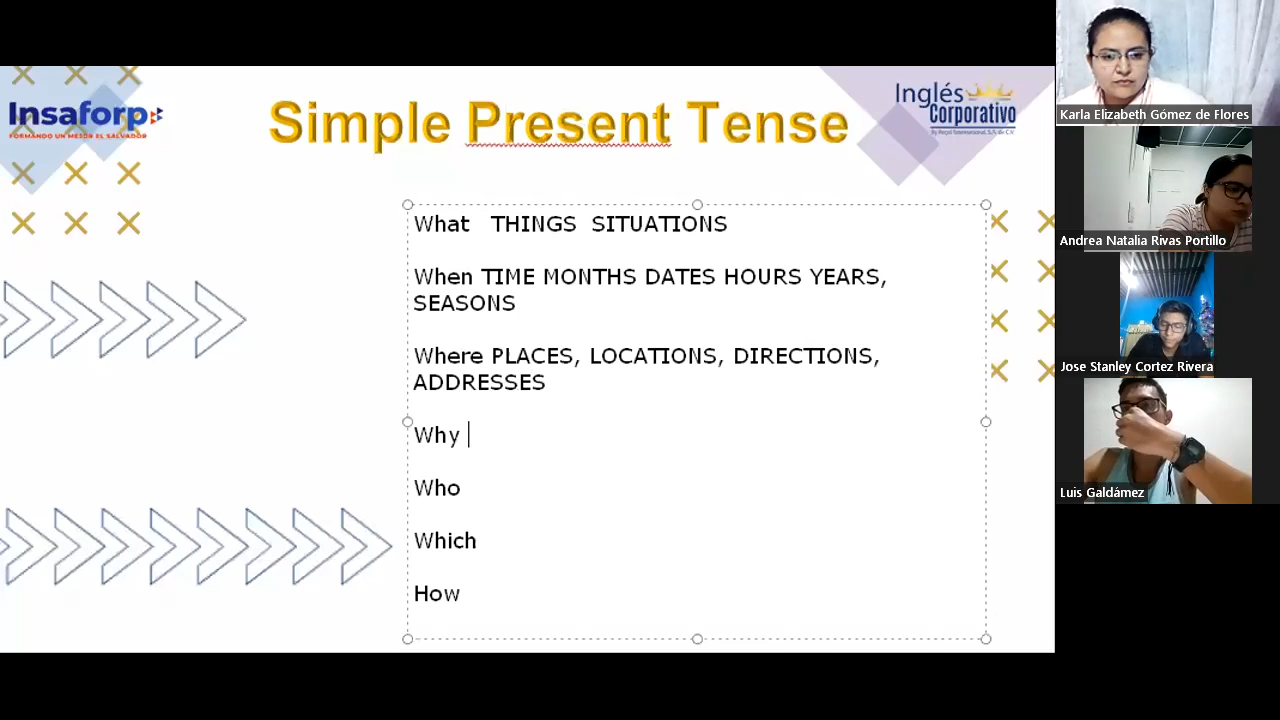 Insaforp
FORMANDO UN MEJOR EL SALVADOR
Simple Present Tense
Inglés
Corporativo
What THINGS SITUATIONS
When TIME MONTHS DATES HOURS YEARS,
SEASONS
Where PLACES, LOCATIONS, DIRECTIONS,
ADDRESSES
Why
Who
Which
How
Karla Elizabeth Gómez de Flores
Andrea Natalia Rivas Portillo
Jose Stanley Cortez Rivera
Luis Galdámez